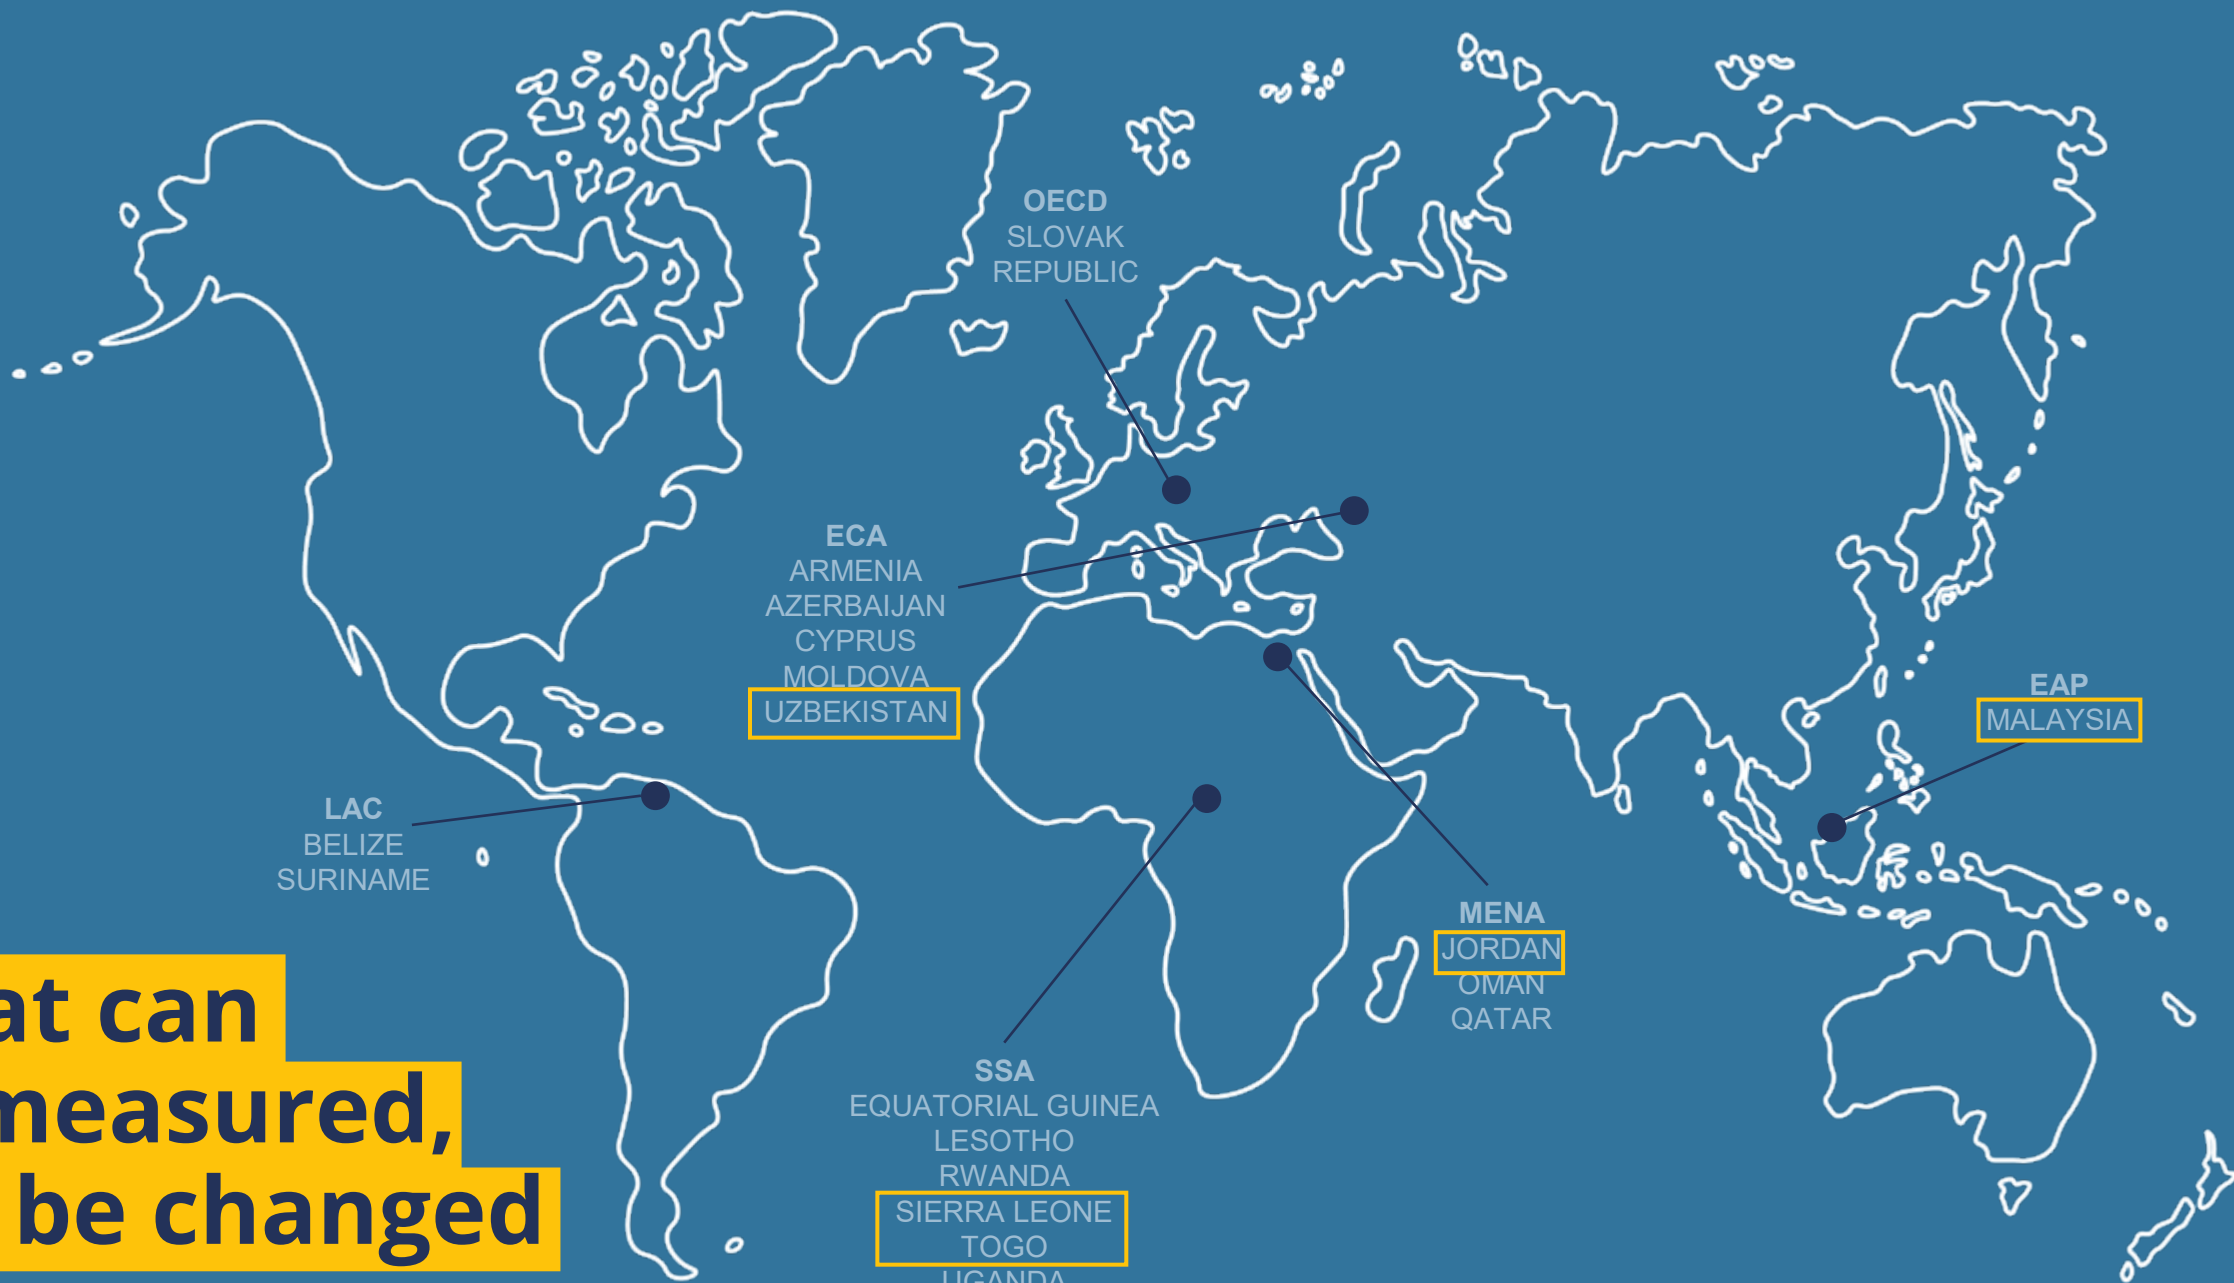 OECD
SLOVAK
REPUBLIC
ECA
ARMENIA
AZERBAIJAN
CYPRUS
MOLDOVA
UZBEKISTAN
EAP
MALAYSIA
LAC
BELIZE
SURINAME
MENA
JORDAN
OMAN
QATAR
SSA
EQUATORIAL GUINEA
LESOTHO
RWANDA
SIERRA LEONE
TOGO
UGANDA
at can
measured,
be changed